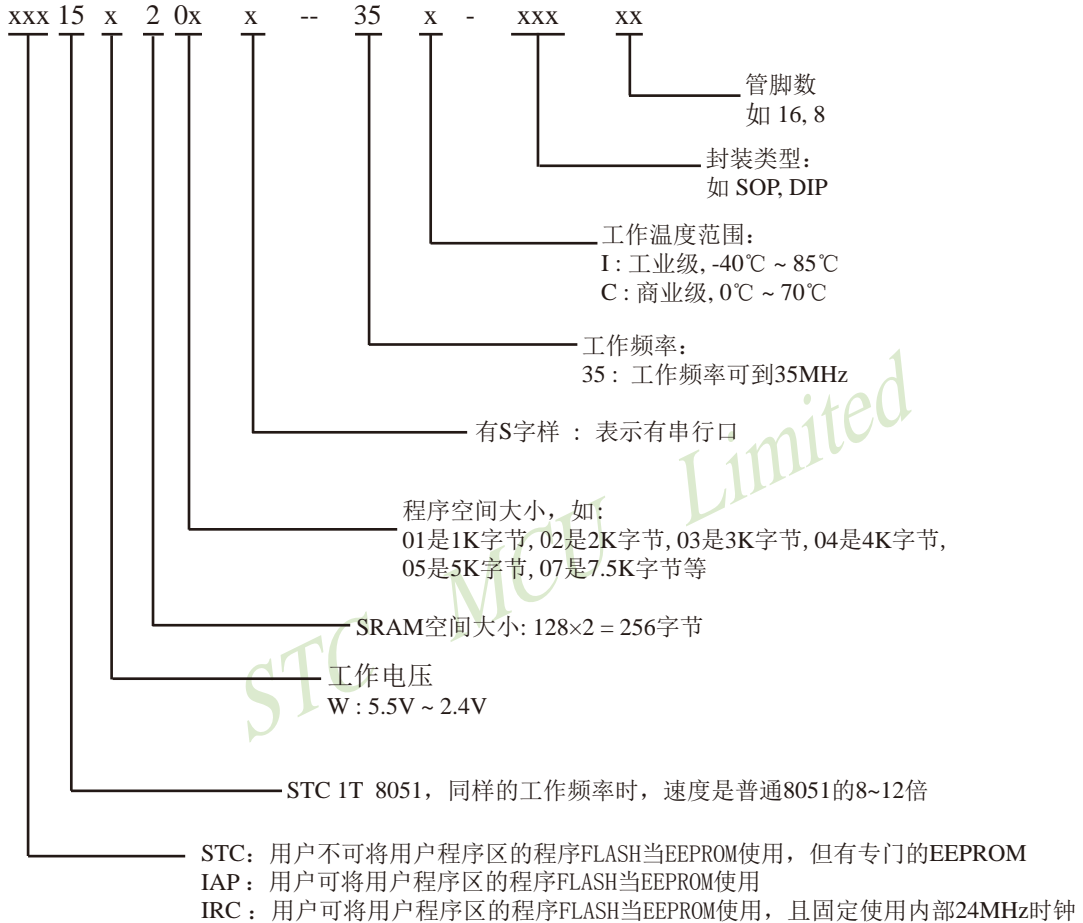 xxx 15 x 2 0x x -- 35 x - xxx xx
管脚数
如 16, 8
封装类型:
如 SOP, DIP
工作温度范围:
I : 工业级, -40℃ ~ 85℃
C : 商业级, 0℃ ~ 70℃
工作频率:
35 : 工作频率可到35MHz
有S字样 : 表示有串行口
程序空间大小, 如:
01是1K字节, 02是2K字节, 03是3K字节, 04是4K字节,
05是5K字节, 07是7.5K字节等
SRAM空间大小: 128×2 = 256字节
工作电压
W : 5.5V ~ 2.4V
STC 1T 8051, 同样的工作频率时, 速度是普通8051的8~12倍
STC: 用户不可将用户程序区的程序FLASH当EEPROM使用, 但有专门的EEPROM
IAP : 用户可将用户程序区的程序FLASH当EEPROM使用
IRC : 用户可将用户程序区的程序FLASH当EEPROM使用, 且固定使用内部24MHz时钟
STC MCU Limited